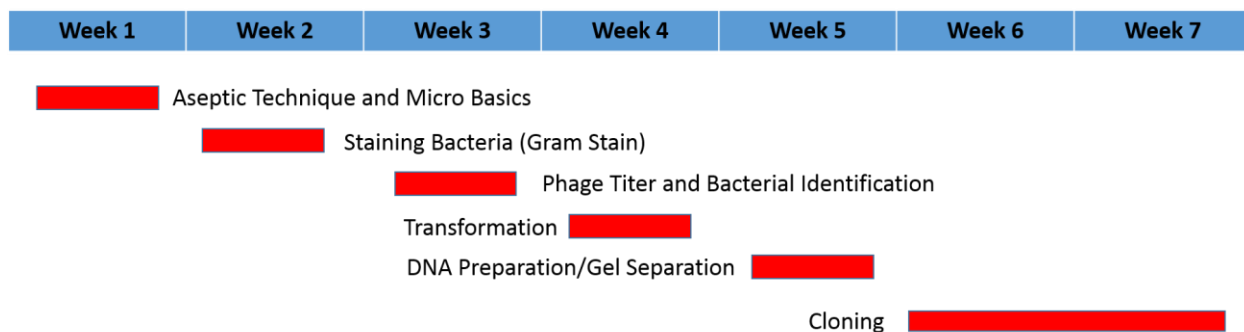 Week 1 Week 2 Week 3 Week 4 Week 5 Week 6 Week 7
Aseptic Technique and Micro Basics
Staining Bacteria (Gram Stain)
Phage Titer and Bacterial Identification
Transformation
DNA Preparation/Gel Separation
Cloning